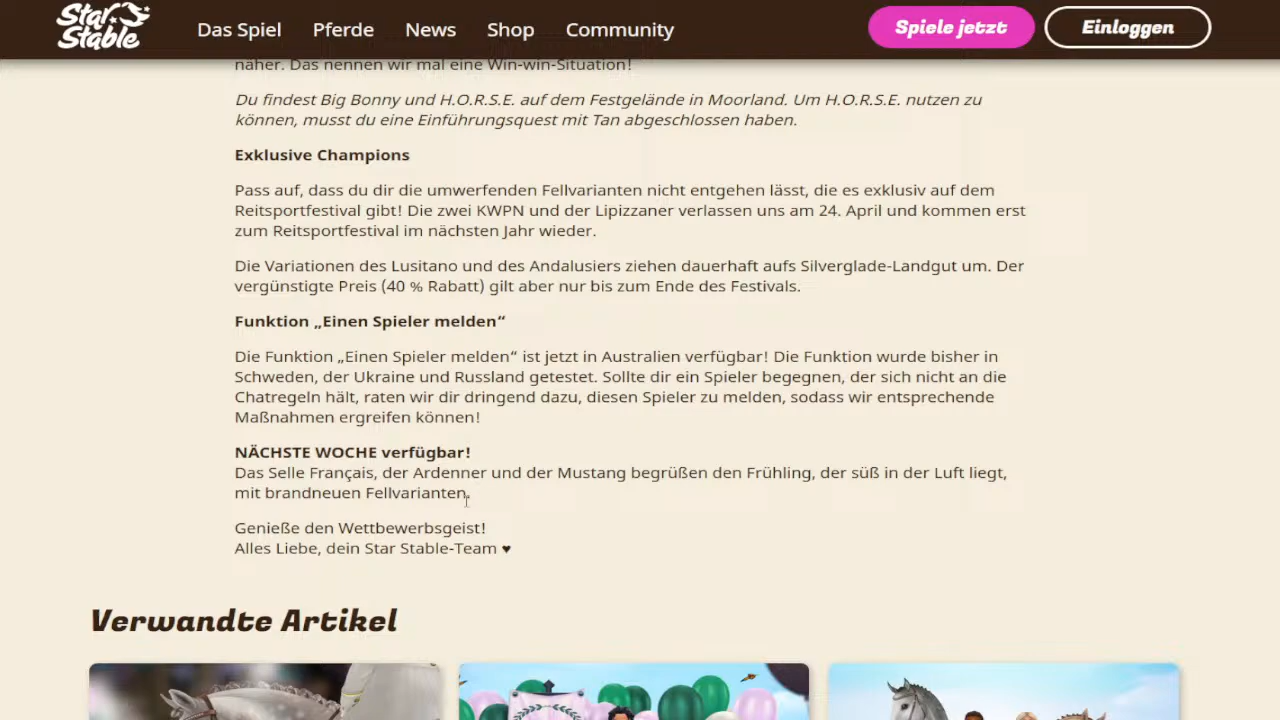 Star Stable
Das Spiel Pferde News Shop Community Spiele jetzt Einloggen
näher. Das nennen wir mal eine Win-win-Situation!
Du findest Big Bonny und H.O.R.S.E. auf dem Festgelände in Moorland. Um H.O.R.S.E. nutzen zu
können, musst du eine Einführungsquest mit Tan abgeschlossen haben.
Exklusive Champions
Pass auf, dass du dir die umwerfenden Fellvarianten nicht entgehen lässt, die es exklusiv auf dem
Reitsportfestival gibt! Die zwei KWPN und der Lipizzaner verlassen uns am 24. April und kommen erst
zum Reitsportfestival im nächsten Jahr wieder.
Die Variationen des Lusitano und des Andalusiers ziehen dauerhaft aufs Silverglade-Landgut um. Der
vergünstigte Preis (40 % Rabatt) gilt aber nur bis zum Ende des Festivals.
Funktion „Einen Spieler melden“
Die Funktion „Einen Spieler melden“ ist jetzt in Australien verfügbar! Die Funktion wurde bisher in
Schweden, der Ukraine und Russland getestet. Sollte dir ein Spieler begegnen, der sich nicht an die
Chatregeln hält, raten wir dir dringend dazu, diesen Spieler zu melden, sodass wir entsprechende
Maßnahmen ergreifen können!
NÄCHSTE WOCHE verfügbar!
Das Selle Français, der Ardenner und der Mustang begrüßen den Frühling, der süß in der Luft liegt,
mit brandneuen Fellvarianten.
Genieße den Wettbewerbsgeist!
Alles Liebe, dein Star Stable-Team ♥
Verwandte Artikel